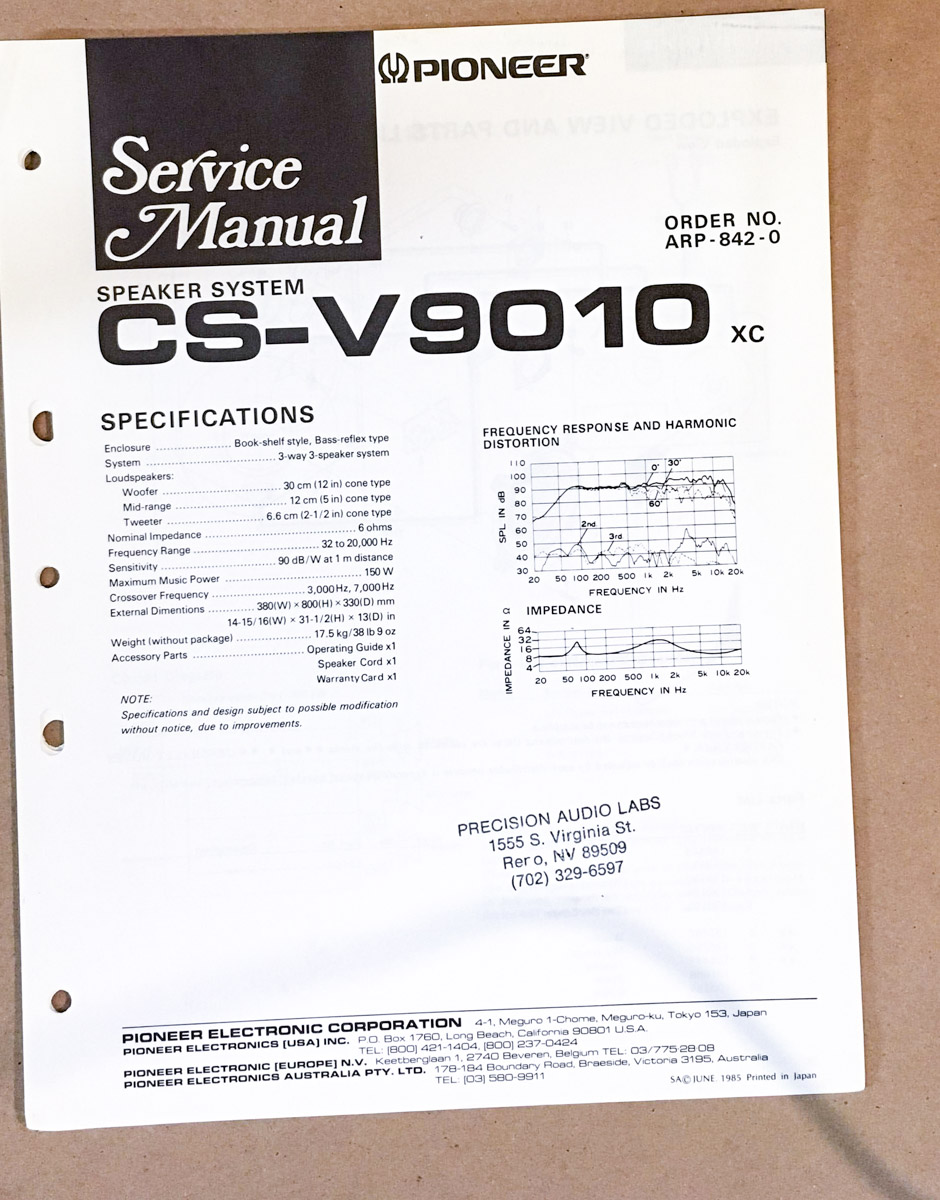 PIONEER®
Service
Manual
ORDER NO.
ARP-842-0
SPEAKER SYSTEM
CS-V9010 XC
SPECIFICATIONS
Enclosure ........................ Book-shelf style, Bass-reflex type
System ........................................ 3-way 3-speaker system
Loudspeakers:
Woofer .................................... 30 cm (12 in) cone type
Mid-range .................................. 12 cm (5 in) cone type
Tweeter ............................. 6.6 cm (2-1/2 in) cone type
Nominal Impedance ............................................... 6 ohms
Frequency Range ..................................... 32 to 20,000 Hz
Sensitivity .................................. 90 dB/W at 1 m distance
Maximum Music Power .......................................... 150 W
Crossover Frequency .............................. 3,000 Hz, 7,000 Hz
External Dimentions ............... 380(W) × 800(H) × 330(D) mm
14-15/16(W) × 31-1/2(H) × 13(D) in
Weight (without package) ....................... 17.5 kg/38 lb 9 oz
Accessory Parts .................................. Operating Guide x1
Speaker Cord x1
Warranty Card x1
NOTE:
Specifications and design subject to possible modification
without notice, due to improvements.
FREQUENCY RESPONSE AND HARMONIC
DISTORTION
SPL IN dB
110
100
90
80
70
60
50
40
30
0°
30°
60°
2nd
3rd
20 50 100 200 500 1k 2k 5k 10k 20k
FREQUENCY IN Hz
IMPEDANCE
IMPEDANCE IN Ω
64
32
16
8
4
20 50 100 200 500 1k 2k 5k 10k 20k
FREQUENCY IN Hz
PRECISION AUDIO LABS
1555 S. Virginia St.
Reno, NV 89509
(702) 329-6597
PIONEER ELECTRONIC CORPORATION 4-1, Meguro 1-Chome, Meguro-ku, Tokyo 153, Japan
PIONEER ELECTRONICS [USA] INC. P.O. Box 1760, Long Beach, California 90801 U.S.A.
TEL: [800] 421-1404, [800] 237-0424
PIONEER ELECTRONIC [EUROPE] N.V. Keetberglaan 1, 2740 Beveren, Belgium TEL: 03/775·28·08
PIONEER ELECTRONICS AUSTRALIA PTY. LTD. 178-184 Boundary Road, Braeside, Victoria 3195, Australia
TEL: [03] 580-9911
SA © JUNE. 1985 Printed in Japan